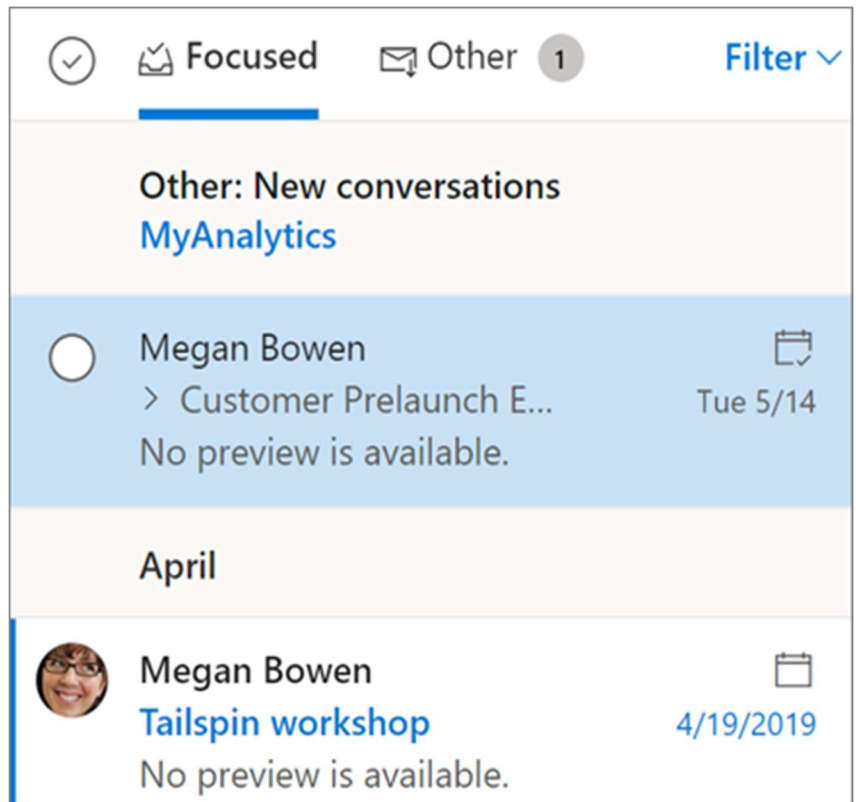 Focused Other 1 Filter
Other: New conversations
MyAnalytics
Megan Bowen
> Customer Prelaunch E... Tue 5/14
No preview is available.
April
Megan Bowen
Tailspin workshop 4/19/2019
No preview is available.